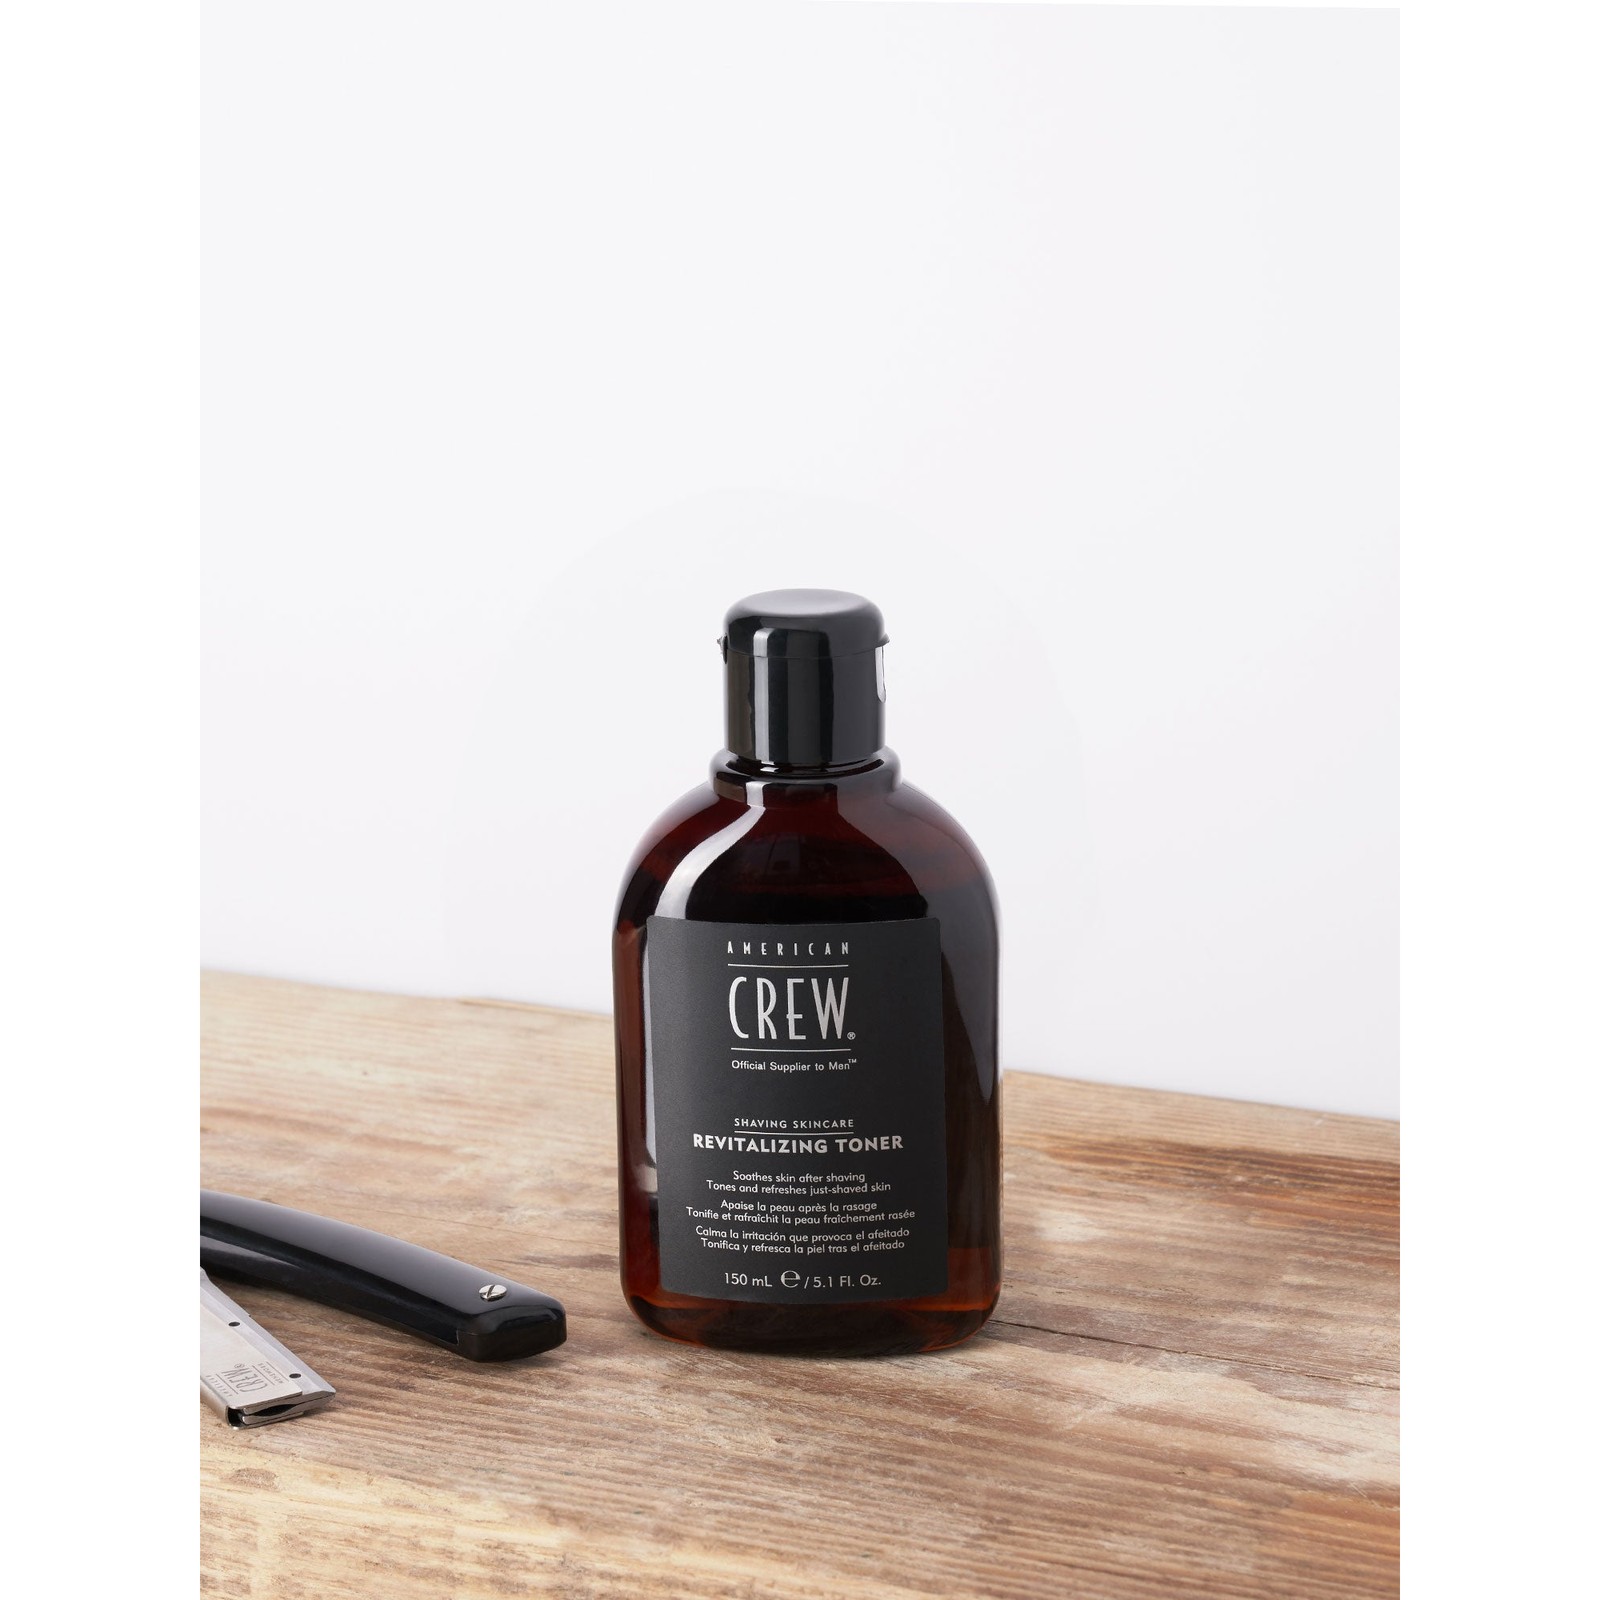 AMERICAN
CREW®
Official Supplier to Men™
SHAVING SKINCARE
REVITALIZING TONER
Soothes skin after shaving
Tones and refreshes just-shaved skin
Apaise la peau après la rasage
Tonifie et rafraîchit la peau fraîchement rasée
Calma la irritación que provoca el afeitado
Tonifica y refresca la piel tras el afeitado
150 mL ℮ / 5.1 Fl. Oz.
CREW®